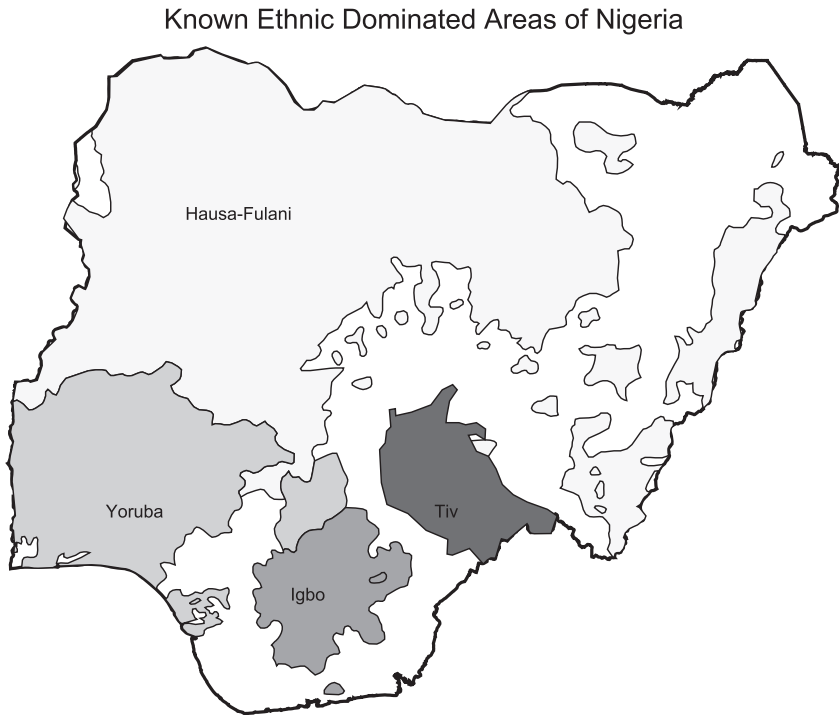 Known Ethnic Dominated Areas of Nigeria
Hausa-Fulani
Yoruba
Tiv
Igbo